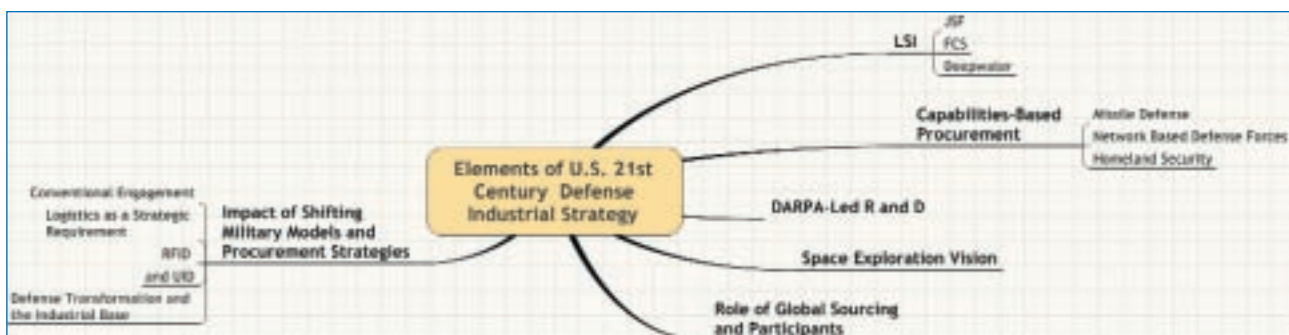 JSF
LSI
FCS
Deepwater
Capabilities-Based
Procurement
Missile Defense
Network Based Defense Forces
Homeland Security
Elements of U.S. 21st
Century Defense
Industrial Strategy
DARPA-Led R and D
Space Exploration Vision
Role of Global Sourcing
and Participants
Impact of Shifting
Military Models and
Procurement Strategies
Conventional Engagement
Logistics as a Strategic
Requirement
RFID
and UID
Defense Transformation and
the Industrial Base